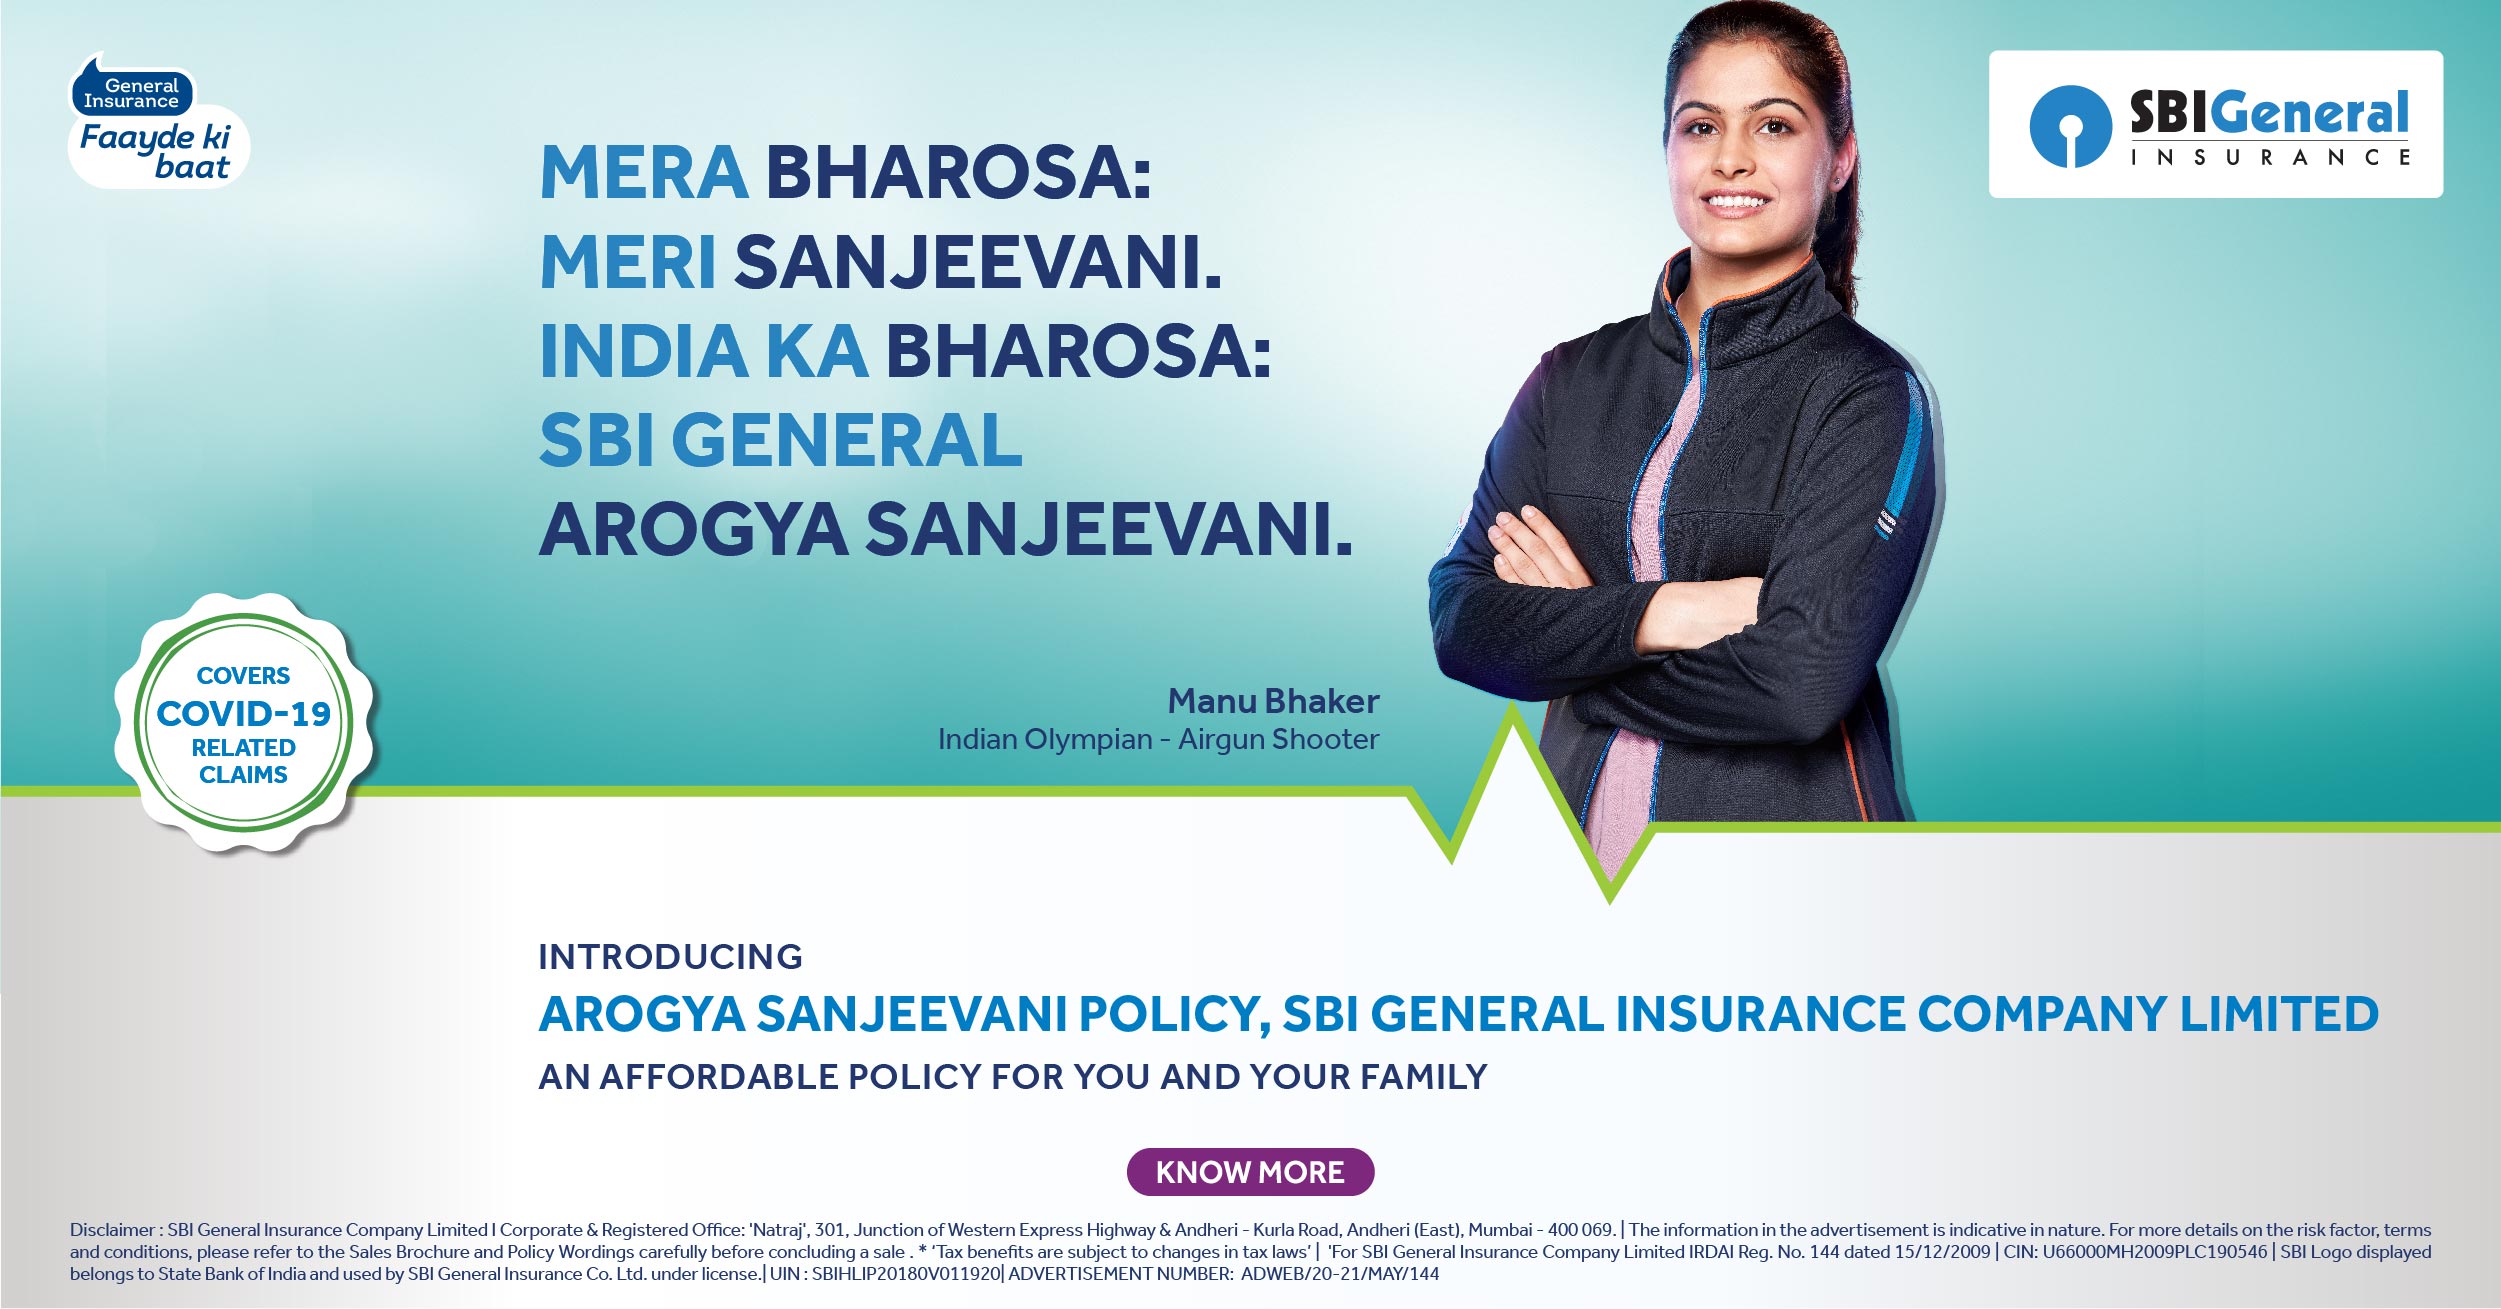 General
Insurance
Faayde ki
baat
SBIGeneral
INSURANCE
MERA BHAROSA:
MERI SANJEEVANI.
INDIA KA BHAROSA:
SBI GENERAL
AROGYA SANJEEVANI.
Manu Bhaker
Indian Olympian - Airgun Shooter
COVERS
COVID-19
RELATED
CLAIMS
INTRODUCING
AROGYA SANJEEVANI POLICY, SBI GENERAL INSURANCE COMPANY LIMITED
AN AFFORDABLE POLICY FOR YOU AND YOUR FAMILY
KNOW MORE
Disclaimer : SBI General Insurance Company Limited I Corporate & Registered Office: 'Natraj', 301, Junction of Western Express Highway & Andheri - Kurla Road, Andheri (East), Mumbai - 400 069. | The information in the advertisement is indicative in nature. For more details on the risk factor, terms
and conditions, please refer to the Sales Brochure and Policy Wordings carefully before concluding a sale . * 'Tax benefits are subject to changes in tax laws' | 'For SBI General Insurance Company Limited IRDAI Reg. No. 144 dated 15/12/2009 | CIN: U66000MH2009PLC190546 | SBI Logo displayed
belongs to State Bank of India and used by SBI General Insurance Co. Ltd. under license.| UIN : SBIHLIP20180V011920| ADVERTISEMENT NUMBER: ADWEB/20-21/MAY/144